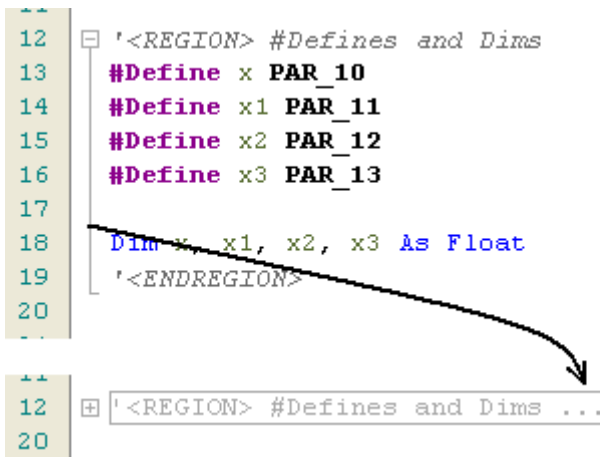 12 '<REGION> #Defines and Dims
13 #Define x PAR_10
14 #Define x1 PAR_11
15 #Define x2 PAR_12
16 #Define x3 PAR_13
17
18 Dim x, x1, x2, x3 As Float
19 '<ENDREGION>
20
12 '<REGION> #Defines and Dims ...
20